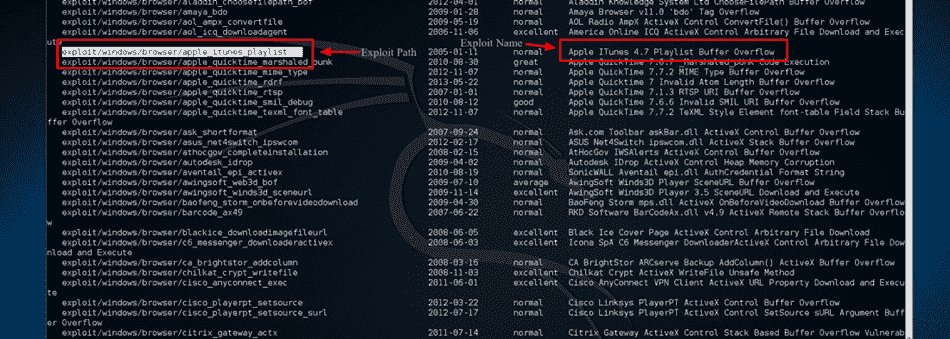 exploit/windows/browser/aladdin_choosefilepath_bof 2012-04-01 normal Aladdin Knowledge System Ltd ChooseFilePath Buffer Overflow
exploit/windows/browser/amaya_bdo 2009-01-28 normal Amaya Browser v11.0 'bdo' Tag Overflow
exploit/windows/browser/aol_ampx_convertfile 2009-05-19 normal AOL Radio AmpX ActiveX Control ConvertFile() Buffer Overflow
exploit/windows/browser/aol_icq_downloadagent 2006-11-06 excellent America Online ICQ ActiveX Control Arbitrary File Download and Exec
ute
exploit/windows/browser/apple_itunes_playlist Exploit Path 2005-01-11 normal Exploit Name Apple ITunes 4.7 Playlist Buffer Overflow
exploit/windows/browser/apple_quicktime_marshaled_punk 2010-08-30 great Apple QuickTime 7.6.7 Marshaled_pUnk Code Execution
exploit/windows/browser/apple_quicktime_mime_type 2012-11-07 normal Apple QuickTime 7.7.2 MIME Type Buffer Overflow
exploit/windows/browser/apple_quicktime_rdrf 2013-05-22 normal Apple Quicktime 7 Invalid Atom Length Buffer Overflow
exploit/windows/browser/apple_quicktime_rtsp 2007-01-01 normal Apple QuickTime 7.1.3 RTSP URI Buffer Overflow
exploit/windows/browser/apple_quicktime_smil_debug 2010-08-12 good Apple QuickTime 7.6.6 Invalid SMIL URI Buffer Overflow
exploit/windows/browser/apple_quicktime_texml_font_table 2012-11-07 normal Apple QuickTime 7.7.2 TeXML Style Element font-table Field Stack Bu
ffer Overflow
exploit/windows/browser/ask_shortformat 2007-09-24 normal Ask.com Toolbar askBar.dll ActiveX Control Buffer Overflow
exploit/windows/browser/asus_net4switch_ipswcom 2012-02-17 normal ASUS Net4Switch ipswcom.dll ActiveX Stack Buffer Overflow
exploit/windows/browser/athocgov_completeinstallation 2008-02-15 normal AtHocGov IWSAlerts ActiveX Control Buffer Overflow
exploit/windows/browser/autodesk_idrop 2009-04-02 normal Autodesk IDrop ActiveX Control Heap Memory Corruption
exploit/windows/browser/aventail_epi_activex 2010-08-19 normal SonicWALL Aventail epi.dll AuthCredential Format String
exploit/windows/browser/awingsoft_web3d_bof 2009-07-10 average AwingSoft Winds3D Player SceneURL Buffer Overflow
exploit/windows/browser/awingsoft_winds3d_sceneurl 2009-11-14 excellent AwingSoft Winds3D Player 3.5 SceneURL Download and Execute
exploit/windows/browser/baofeng_storm_onbeforevideodownload 2009-04-30 normal BaoFeng Storm mps.dll ActiveX OnBeforeVideoDownload Buffer Overflow
exploit/windows/browser/barcode_ax49 2007-06-22 normal RKD Software BarCodeAx.dll v4.9 ActiveX Remote Stack Buffer Overflo
w
exploit/windows/browser/blackice_downloadimagefileurl 2008-06-05 excellent Black Ice Cover Page ActiveX Control Arbitrary File Download
exploit/windows/browser/c6_messenger_downloaderactivex 2008-06-03 excellent Icona SpA C6 Messenger DownloaderActiveX Control Arbitrary File Dow
nload and Execute
exploit/windows/browser/ca_brightstor_addcolumn 2008-03-16 normal CA BrightStor ARCserve Backup AddColumn() ActiveX Buffer Overflow
exploit/windows/browser/chilkat_crypt_writefile 2008-11-03 excellent Chilkat Crypt ActiveX WriteFile Unsafe Method
exploit/windows/browser/cisco_anyconnect_exec 2011-06-01 excellent Cisco AnyConnect VPN Client ActiveX URL Property Download and Execu
te
exploit/windows/browser/cisco_playerpt_setsource 2012-03-22 normal Cisco Linksys PlayerPT ActiveX Control Buffer Overflow
exploit/windows/browser/cisco_playerpt_setsource_surl 2012-07-17 normal Cisco Linksys PlayerPT ActiveX Control SetSource sURL Argument Buff
er Overflow
exploit/windows/browser/citrix_gateway_actx 2011-07-14 normal Citrix Gateway ActiveX Control Stack Based Buffer Overflow Vulnerab